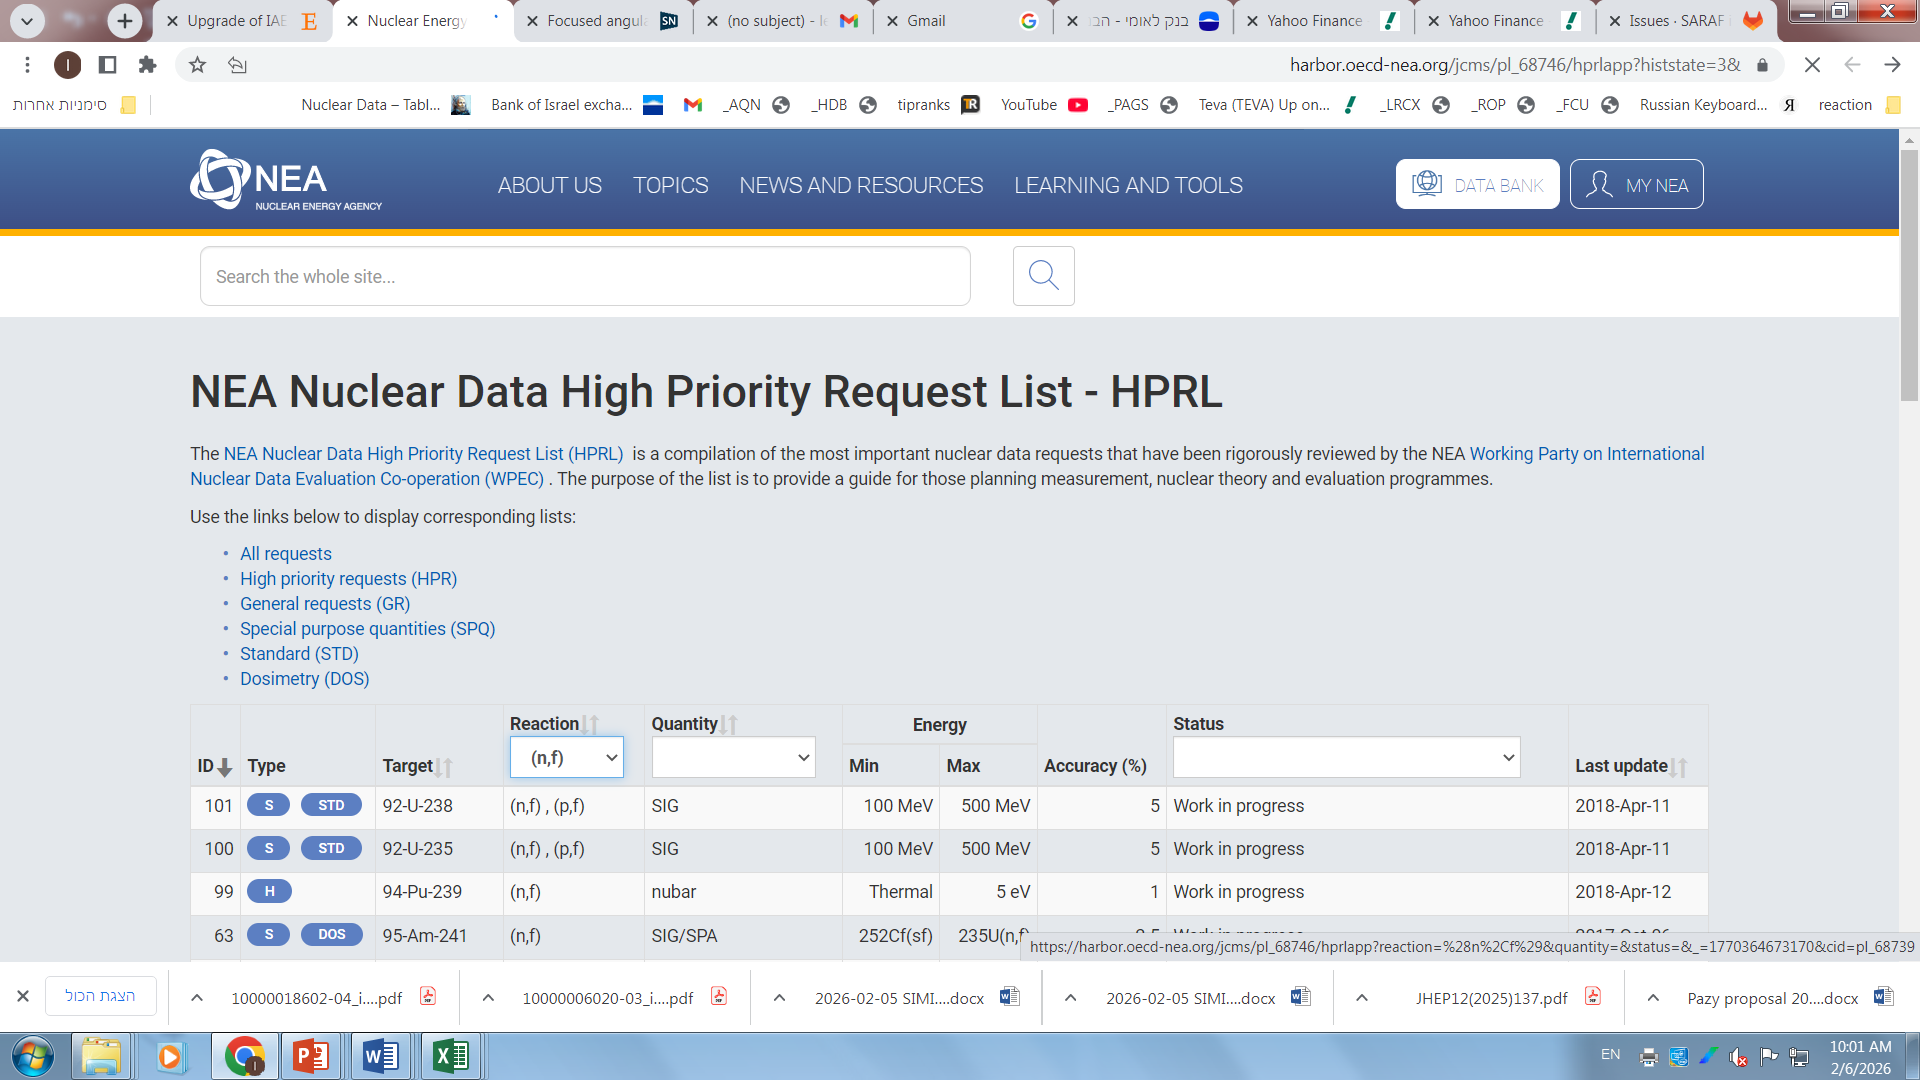 Upgrade of IAE
Nuclear Energy
Focused angula
SN
(no subject) - le
Gmail
בנק לאומי - הבנ
Yahoo Finance
Yahoo Finance
Issues · SARAF i
I
harbor.oecd-nea.org/jcms/pl_68746/hprlapp?histstate=3&
סימניות אחרות
Nuclear Data – Tabl...
Bank of Israel excha...
_AQN
_HDB
tipranks
YouTube
_PAGS
Teva (TEVA) Up on...
_LRCX
_ROP
_FCU
Russian Keyboard...
reaction
NEA
NUCLEAR ENERGY AGENCY
ABOUT US
TOPICS
NEWS AND RESOURCES
LEARNING AND TOOLS
DATA BANK
MY NEA
Search the whole site...
NEA Nuclear Data High Priority Request List - HPRL
The NEA Nuclear Data High Priority Request List (HPRL) is a compilation of the most important nuclear data requests that have been rigorously reviewed by the NEA Working Party on International
Nuclear Data Evaluation Co-operation (WPEC) . The purpose of the list is to provide a guide for those planning measurement, nuclear theory and evaluation programmes.
Use the links below to display corresponding lists:
• All requests
• High priority requests (HPR)
• General requests (GR)
• Special purpose quantities (SPQ)
• Standard (STD)
• Dosimetry (DOS)
Reaction Quantity Energy Status
(n,f)
ID Type Target Min Max Accuracy (%) Last update
101 S STD 92-U-238 (n,f) , (p,f) SIG 100 MeV 500 MeV 5 Work in progress 2018-Apr-11
100 S STD 92-U-235 (n,f) , (p,f) SIG 100 MeV 500 MeV 5 Work in progress 2018-Apr-11
99 H 94-Pu-239 (n,f) nubar Thermal 5 eV 1 Work in progress 2018-Apr-12
63 S DOS 95-Am-241 (n,f) SIG/SPA 252Cf(sf) 235U(n,f)
https://harbor.oecd-nea.org/jcms/pl_68746/hprlapp?reaction=%28n%2Cf%29&quantity=&status=&_=1770364673170&cid=pl_68739
הצגת הכול
10000018602-04_i....pdf
10000006020-03_i....pdf
2026-02-05 SIMI....docx
2026-02-05 SIMI....docx
JHEP12(2025)137.pdf
Pazy proposal 20....docx
EN
10:01 AM
2/6/2026